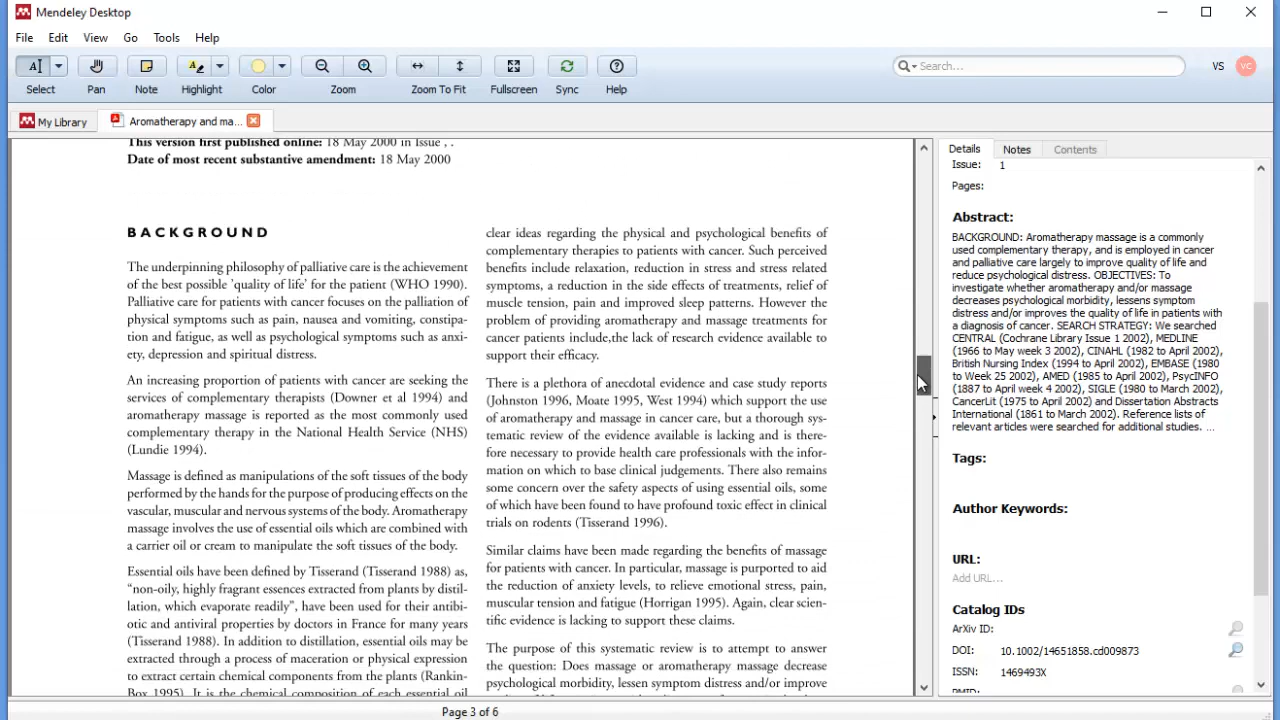 Mendeley Desktop
File Edit View Go Tools Help
Select Pan Note Highlight Color Zoom Zoom To Fit Fullscreen Sync Help
Search...
VS VC
My Library
Aromatherapy and ma...
This version first published online: 18 May 2000 in Issue , .
Date of most recent substantive amendment: 18 May 2000
BACKGROUND
The underpinning philosophy of palliative care is the achievement
of the best possible 'quality of life' for the patient (WHO 1990).
Palliative care for patients with cancer focuses on the palliation of
physical symptoms such as pain, nausea and vomiting, constipa-
tion and fatigue, as well as psychological symptoms such as anxi-
ety, depression and spiritual distress.
An increasing proportion of patients with cancer are seeking the
services of complementary therapists (Downer et al 1994) and
aromatherapy massage is reported as the most commonly used
complementary therapy in the National Health Service (NHS)
(Lundie 1994).
Massage is defined as manipulations of the soft tissues of the body
performed by the hands for the purpose of producing effects on the
vascular, muscular and nervous systems of the body. Aromatherapy
massage involves the use of essential oils which are combined with
a carrier oil or cream to manipulate the soft tissues of the body.
Essential oils have been defined by Tisserand (Tisserand 1988) as,
“non-oily, highly fragrant essences extracted from plants by distil-
lation, which evaporate readily”, have been used for their antibi-
otic and antiviral properties by doctors in France for many years
(Tisserand 1988). In addition to distillation, essential oils may be
extracted through a process of maceration or physical expression
to extract certain chemical components from the plants (Rankin-
Box 1995). It is the chemical composition of each essential oil
clear ideas regarding the physical and psychological benefits of
complementary therapies to patients with cancer. Such perceived
benefits include relaxation, reduction in stress and stress related
symptoms, a reduction in the side effects of treatments, relief of
muscle tension, pain and improved sleep patterns. However the
problem of providing aromatherapy and massage treatments for
cancer patients include,the lack of research evidence available to
support their efficacy.
There is a plethora of anecdotal evidence and case study reports
(Johnston 1996, Moate 1995, West 1994) which support the use
of aromatherapy and massage in cancer care, but a thorough sys-
tematic review of the evidence available is lacking and is there-
fore necessary to provide health care professionals with the infor-
mation on which to base clinical judgements. There also remains
some concern over the safety aspects of using essential oils, some
of which have been found to have profound toxic effect in clinical
trials on rodents (Tisserand 1996).
Similar claims have been made regarding the benefits of massage
for patients with cancer. In particular, massage is purported to aid
the reduction of anxiety levels, to relieve emotional stress, pain,
muscular tension and fatigue (Horrigan 1995). Again, clear scien-
tific evidence is lacking to support these claims.
The purpose of this systematic review is to attempt to answer
the question: Does massage or aromatherapy massage decrease
psychological morbidity, lessen symptom distress and/or improve
Details Notes Contents
Issue: 1
Pages:
Abstract:
BACKGROUND: Aromatherapy massage is a commonly
used complementary therapy, and is employed in cancer
and palliative care largely to improve quality of life and
reduce psychological distress. OBJECTIVES: To
investigate whether aromatherapy and/or massage
decreases psychological morbidity, lessens symptom
distress and/or improves the quality of life in patients with
a diagnosis of cancer. SEARCH STRATEGY: We searched
CENTRAL (Cochrane Library Issue 1 2002), MEDLINE
(1966 to May week 3 2002), CINAHL (1982 to April 2002),
British Nursing Index (1994 to April 2002), EMBASE (1980
to Week 25 2002), AMED (1985 to April 2002), PsycINFO
(1887 to April week 4 2002), SIGLE (1980 to March 2002),
CancerLit (1975 to April 2002) and Dissertation Abstracts
International (1861 to March 2002). Reference lists of
relevant articles were searched for additional studies. ...
Tags:
Author Keywords:
URL:
Add URL...
Catalog IDs
ArXiv ID:
DOI: 10.1002/14651858.cd009873
ISSN: 1469493X
PMID:
Page 3 of 6